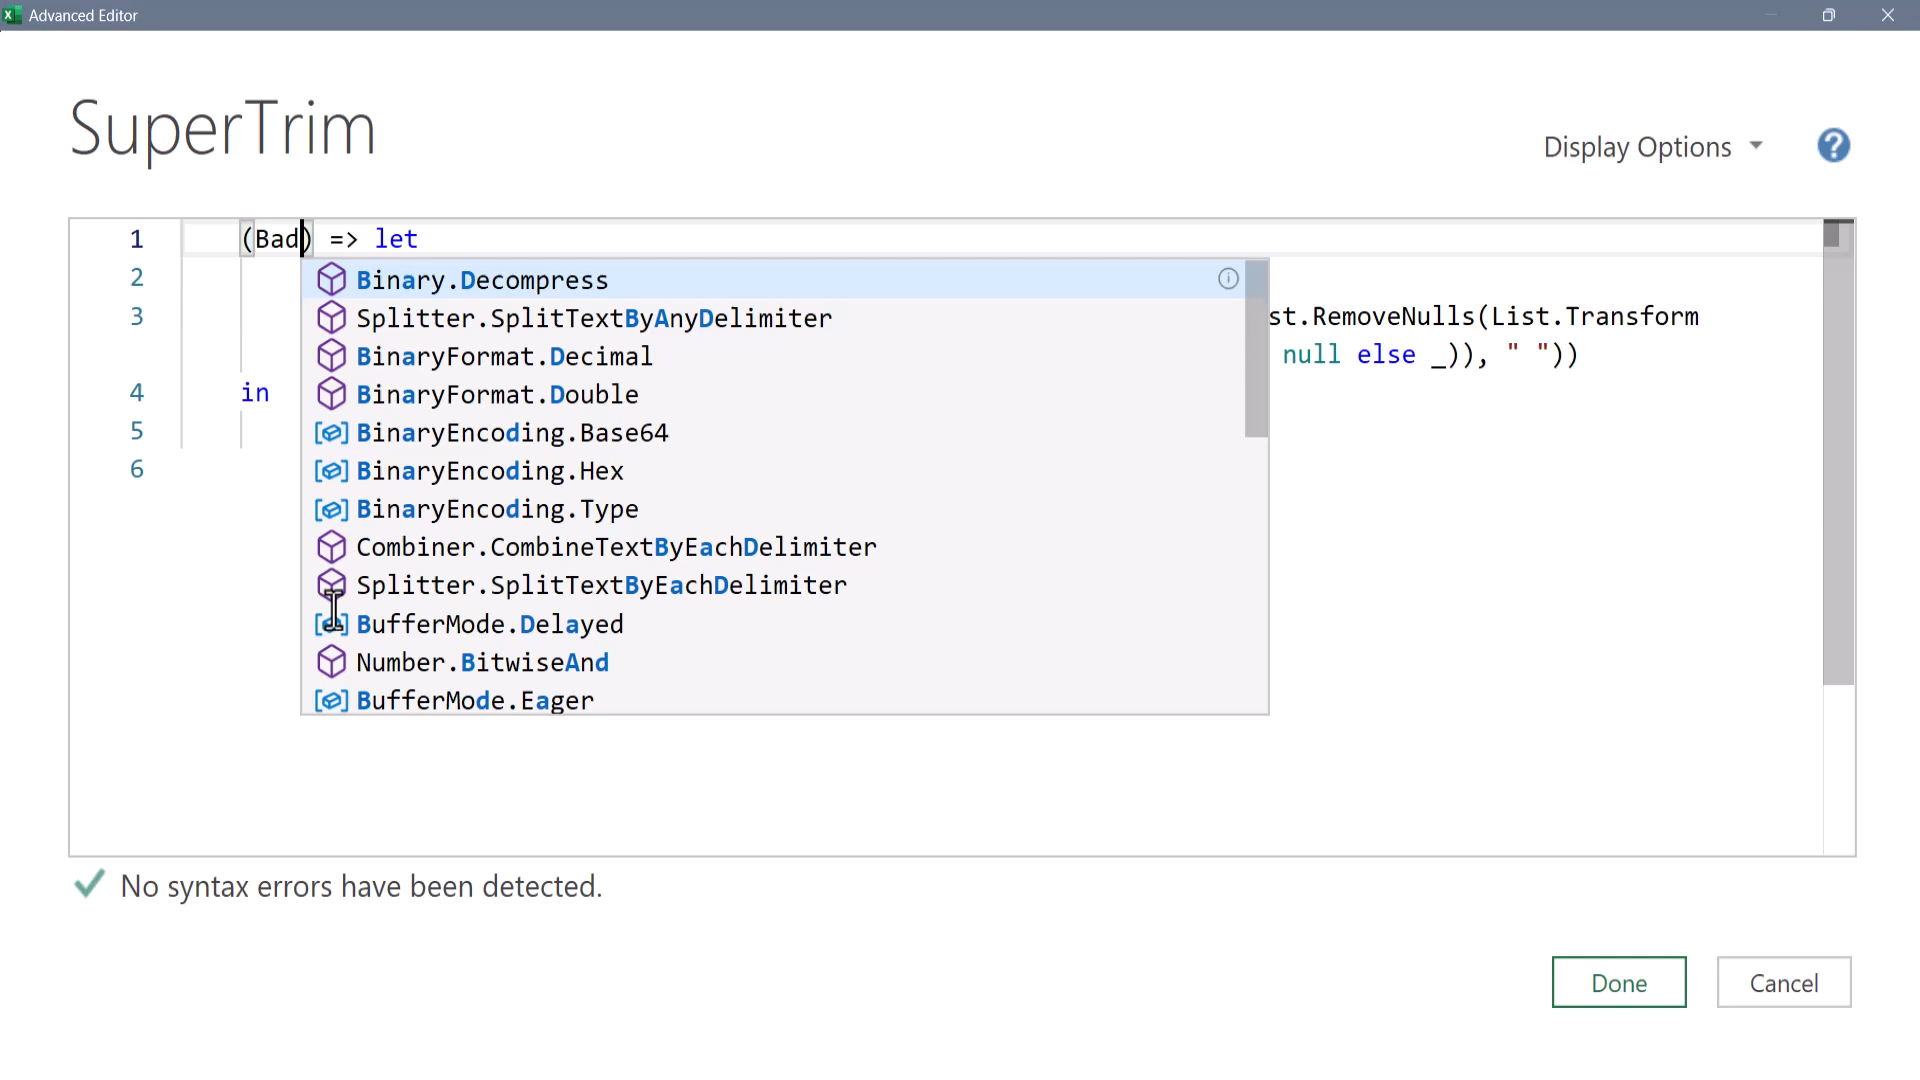 Advanced Editor
SuperTrim
Display Options
?
1 (Bad) => let
2
3 st.RemoveNulls(List.Transform
null else _)), " "))
4 in
5
6
Binary.Decompress
Splitter.SplitTextByAnyDelimiter
BinaryFormat.Decimal
BinaryFormat.Double
BinaryEncoding.Base64
BinaryEncoding.Hex
BinaryEncoding.Type
Combiner.CombineTextByEachDelimiter
Splitter.SplitTextByEachDelimiter
BufferMode.Delayed
Number.BitwiseAnd
BufferMode.Eager
No syntax errors have been detected.
Done
Cancel